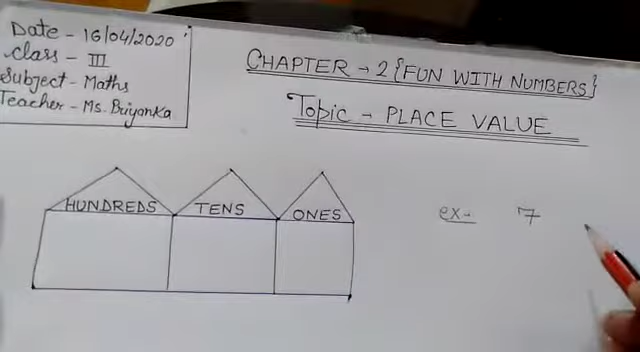 Date - 16/04/2020
Class - III
Subject - Maths
Teacher - Ms. Briyanka
CHAPTER → 2 {FUN WITH NUMBERS}
Topic - PLACE VALUE
HUNDREDS TENS ONES
ex- 7